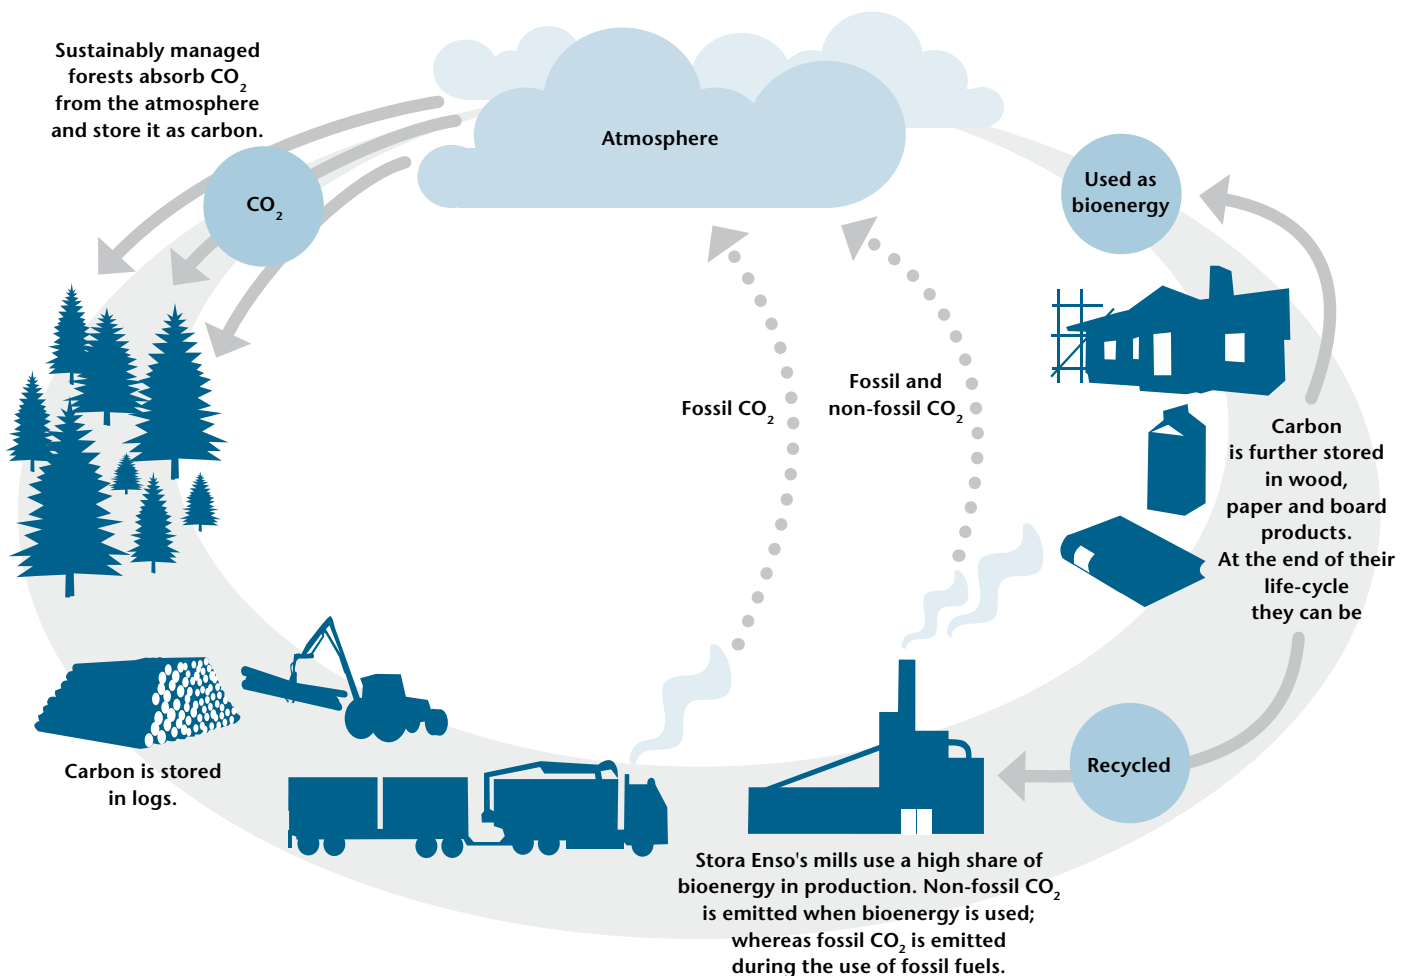 Sustainably managed
forests absorb CO₂
from the atmosphere
and store it as carbon.
Atmosphere
CO₂
Used as
bioenergy
Fossil CO₂
Fossil and
non-fossil CO₂
Carbon
is further stored
in wood,
paper and board
products.
At the end of their
life-cycle
they can be
Recycled
Carbon is stored
in logs.
Stora Enso's mills use a high share of
bioenergy in production. Non-fossil CO₂
is emitted when bioenergy is used;
whereas fossil CO₂ is emitted
during the use of fossil fuels.